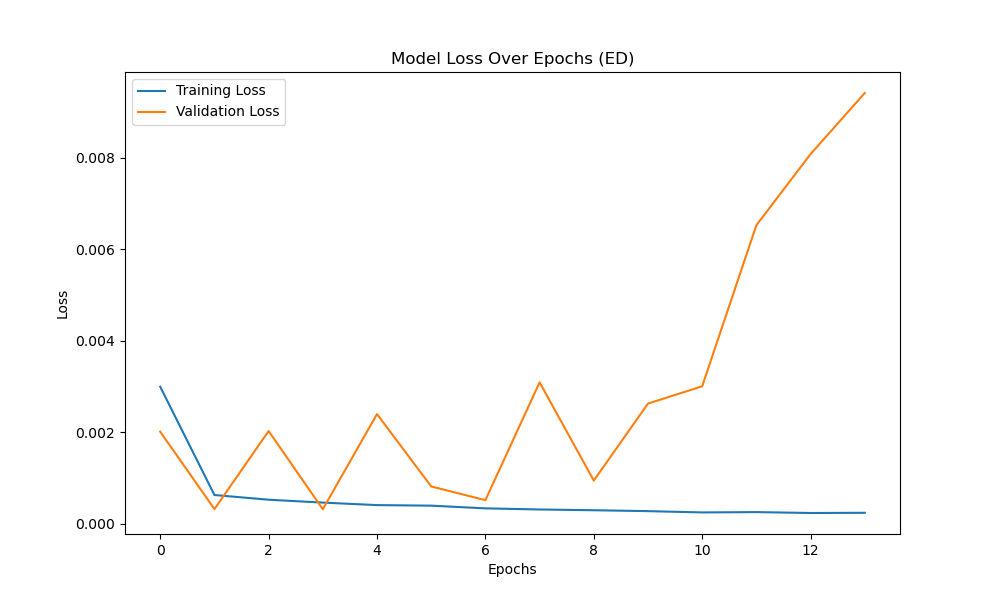 Model Loss Over Epochs (ED)
Training Loss
Validation Loss
0.008
0.006
0.004
0.002
0.000
Loss
0 2 4 6 8 10 12
Epochs